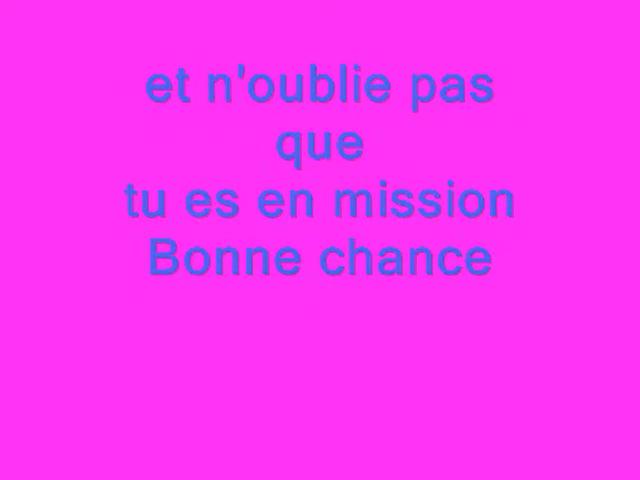 et n'oublie pas
que
tu es en mission
Bonne chance